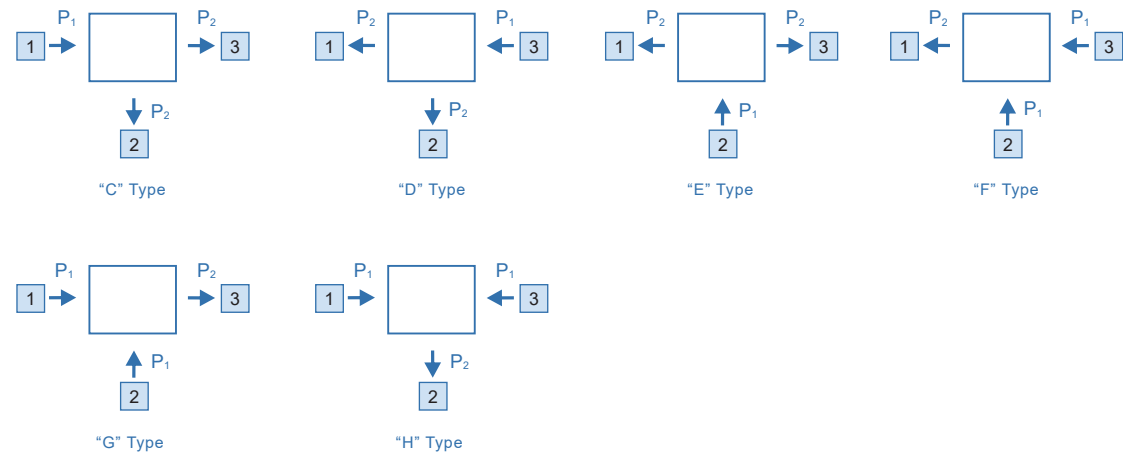 P₁ P₂ P₂ P₁ P₂ P₂ P₂ P₁
1 3 1 3 1 3 1 3
P₂ P₂ P₁ P₁
2 2 2 2
“C” Type “D” Type “E” Type “F” Type
P₁ P₂ P₁ P₁
1 3 1 3
P₁ P₂
2 2
“G” Type “H” Type